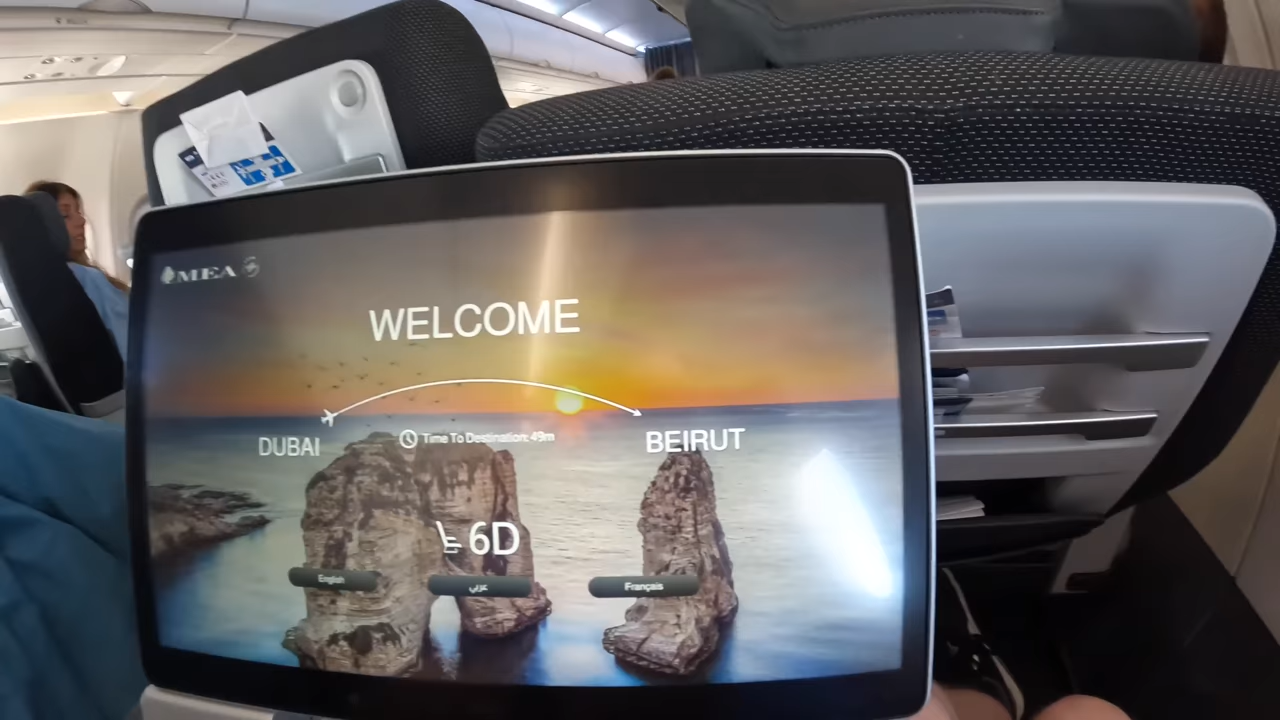 MEA
WELCOME
DUBAI
Time To Destination: 49m
BEIRUT
6D
English
عربي
Français